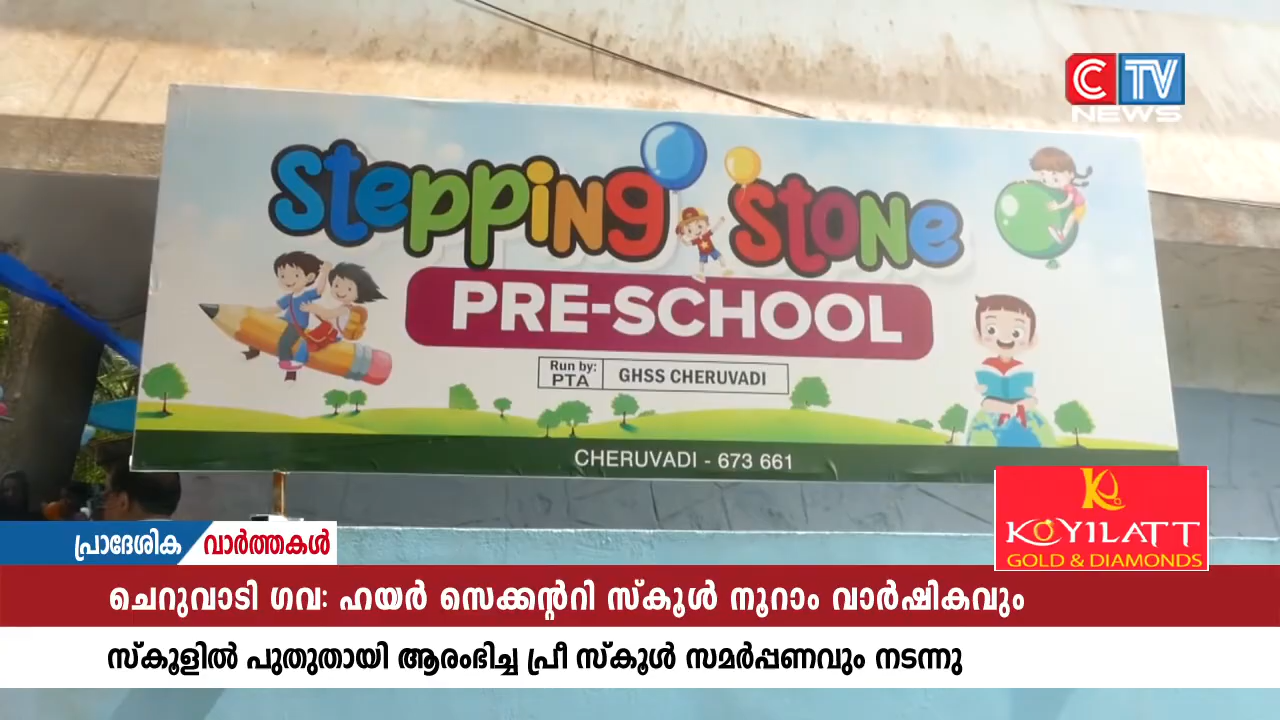 CTV
NEWS
Stepping Stone
PRE-SCHOOL
Run by:
PTA
GHSS CHERUVADI
CHERUVADI - 673 661
KOYILATT
GOLD & DIAMONDS
പ്രാദേശിക വാർത്തകൾ
ചെറുവാടി ഗവ: ഹയർ സെക്കന്ററി സ്കൂൾ നൂറാം വാർഷികവും
സ്കൂളിൽ പുതുതായി ആരംഭിച്ച പ്രീ സ്കൂൾ സമർപ്പണവും നടന്നു